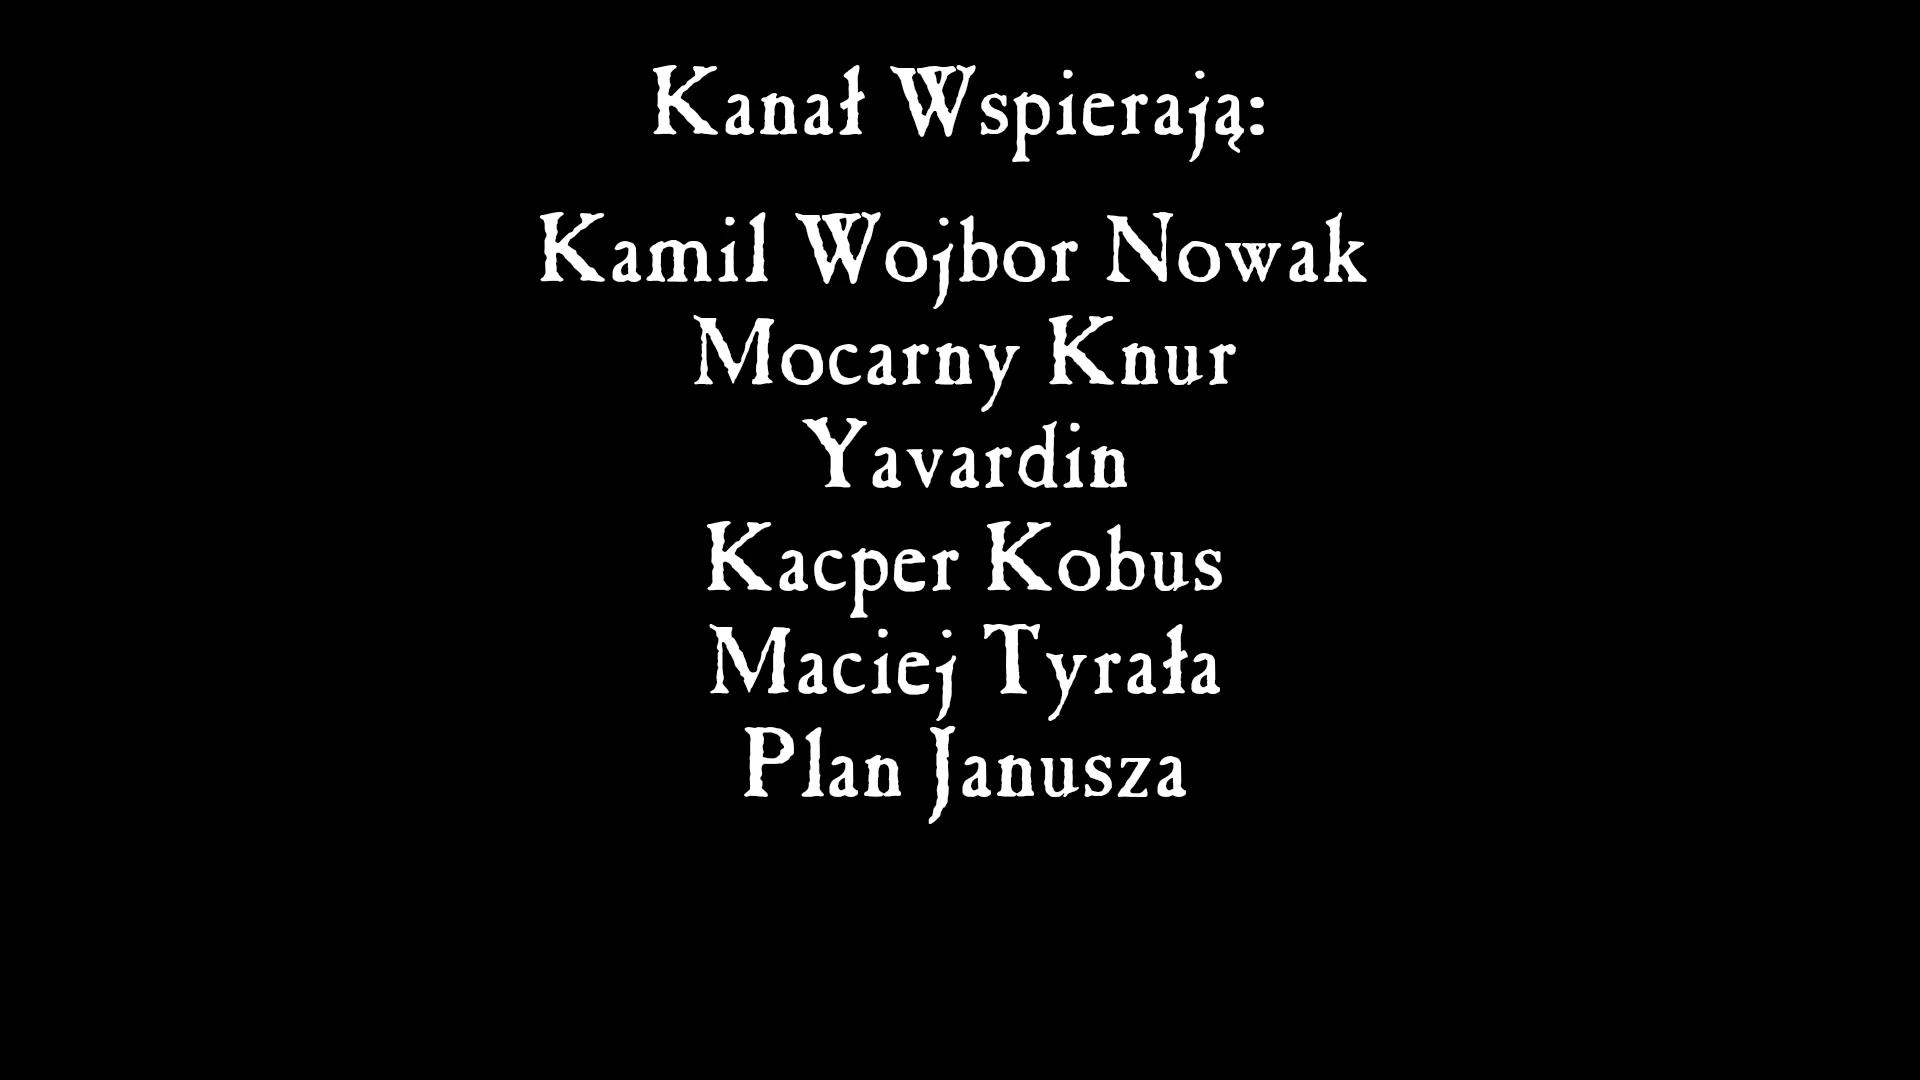 Kanał Wspierają:
Kamil Wojbor Nowak
Mocarny Knur
Yavardin
Kacper Kobus
Maciej Tyrała
Plan Janusza